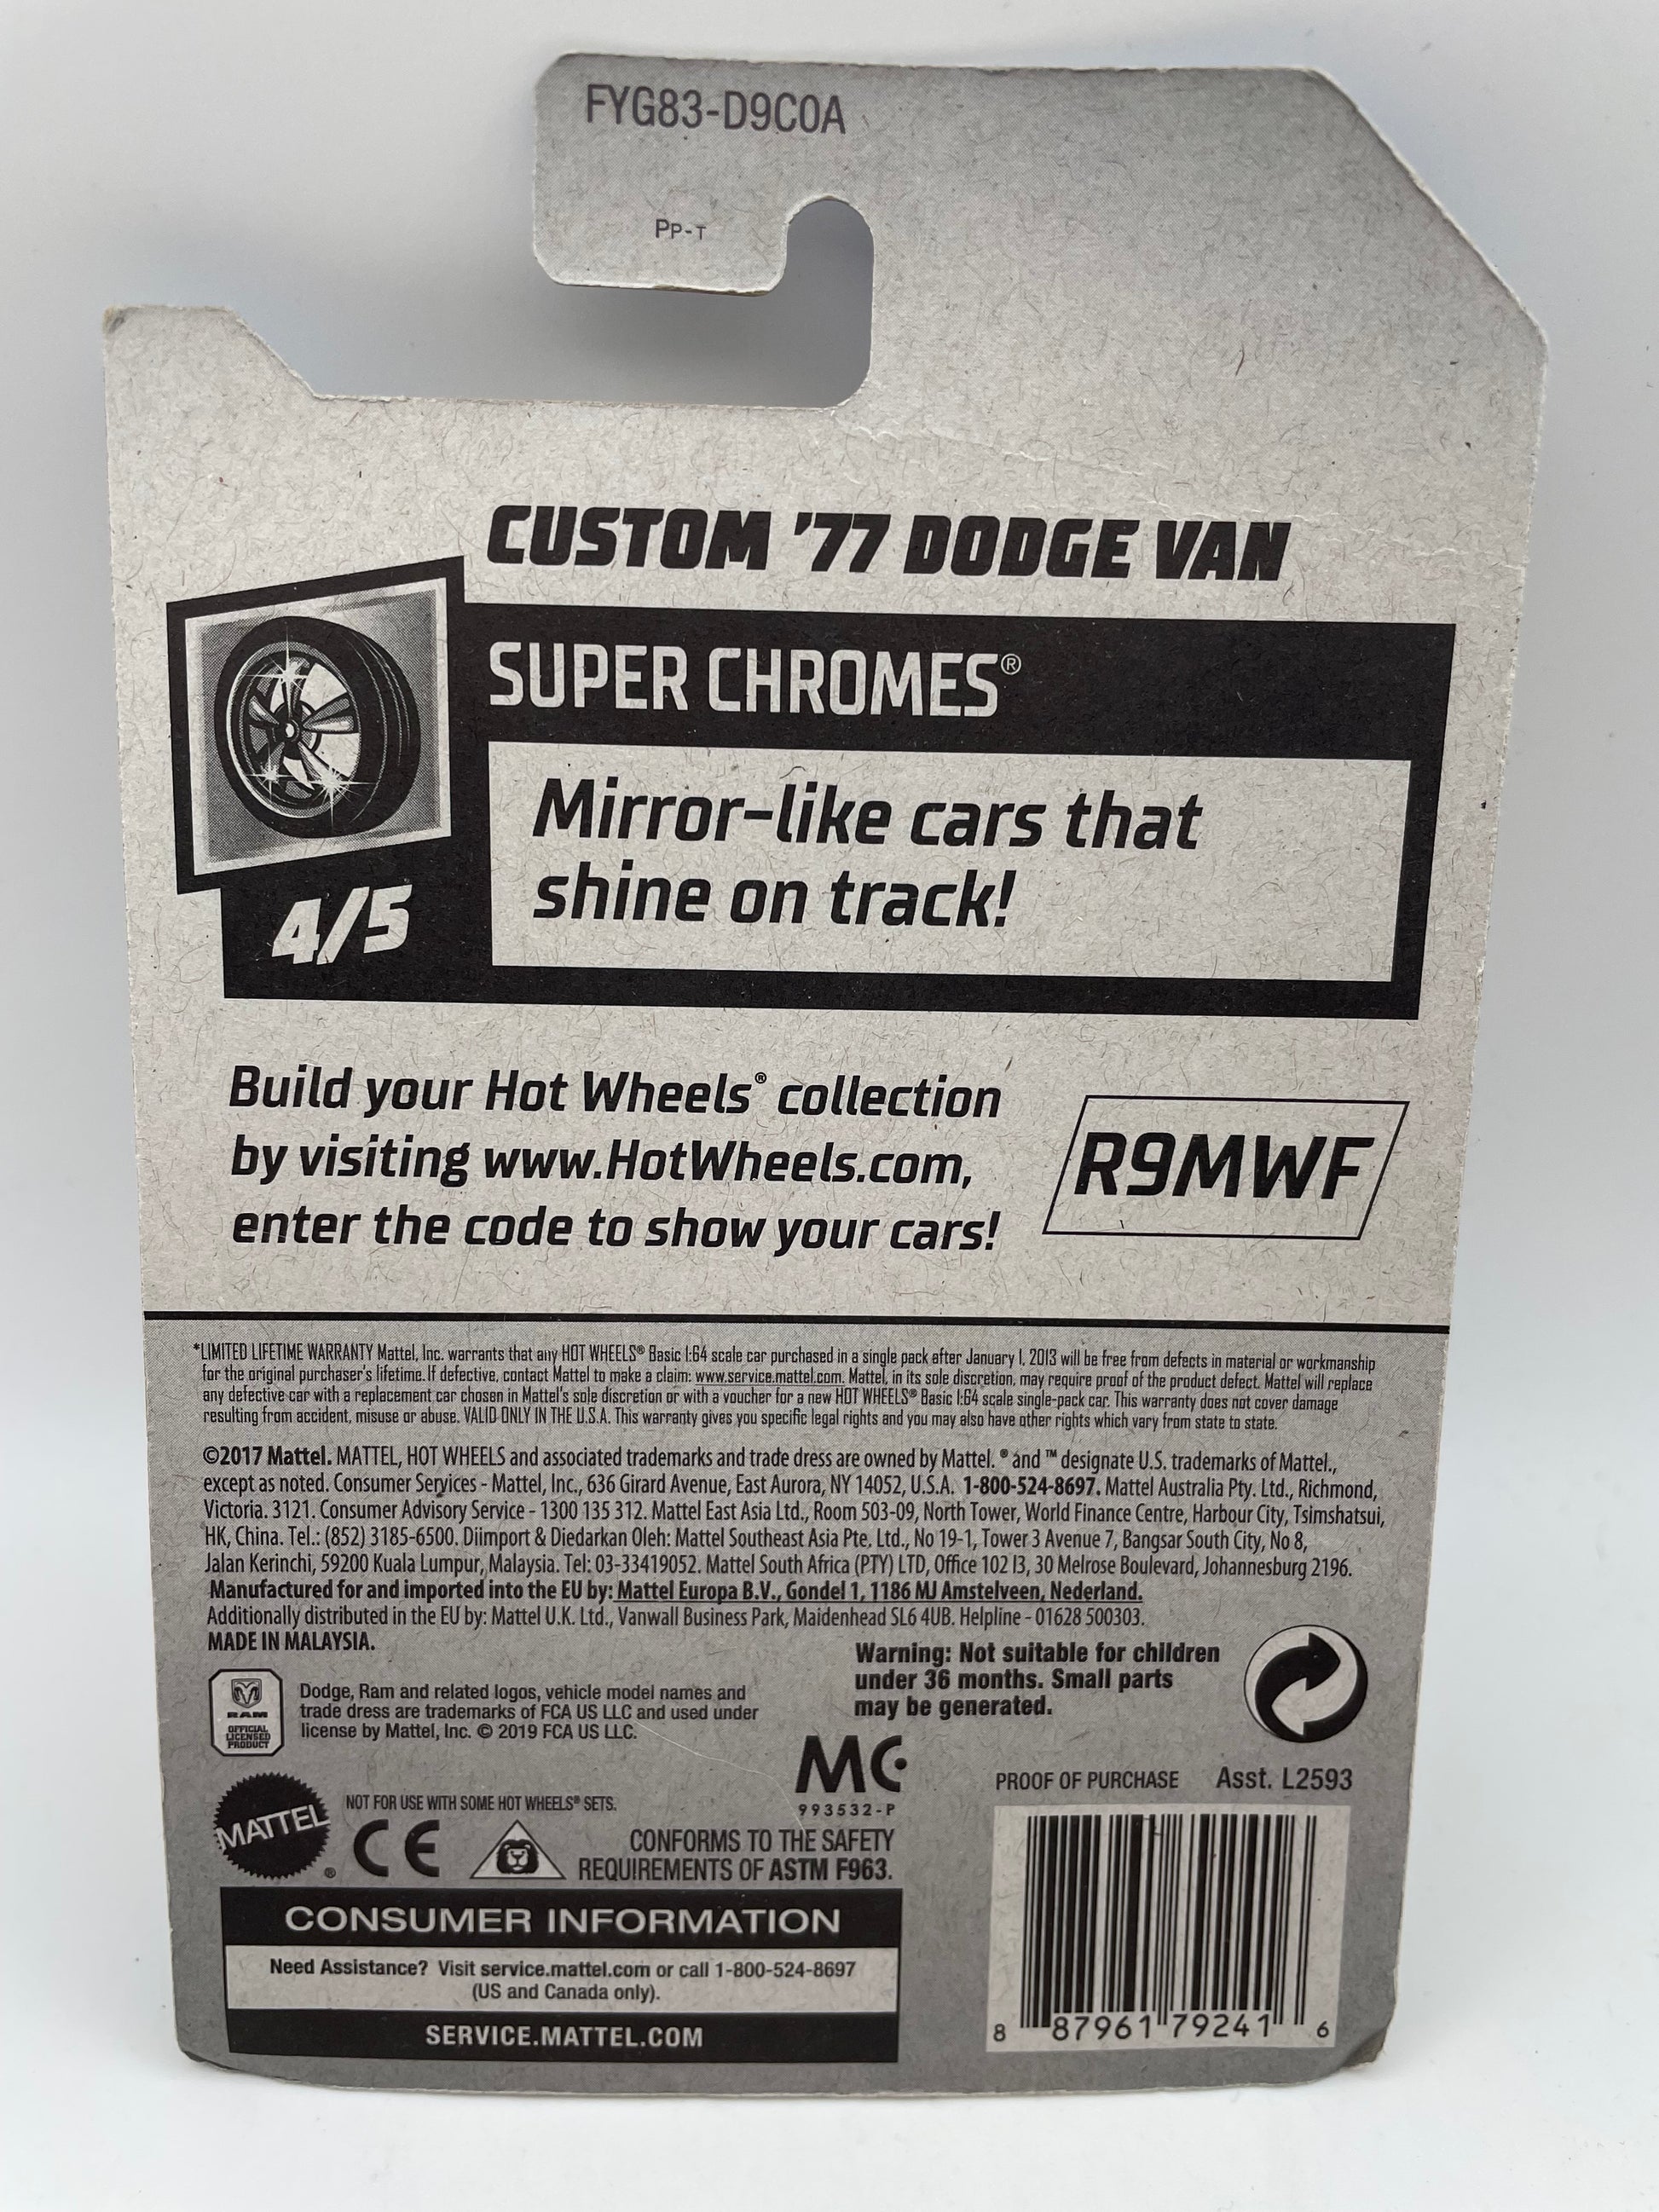 FYG83-D9C0A
PP-T
CUSTOM '77 DODGE VAN
SUPER CHROMES®
Mirror-like cars that
shine on track!
4/5
Build your Hot Wheels® collection
by visiting www.HotWheels.com,
enter the code to show your cars!
R9MWF
*LIMITED LIFETIME WARRANTY Mattel, Inc. warrants that any HOT WHEELS® Basic 1:64 scale car purchased in a single pack after January 1, 2013 will be free from defects in material or workmanship
for the original purchaser's lifetime. If defective, contact Mattel to make a claim: www.service.mattel.com. Mattel, in its sole discretion, may require proof of the product defect. Mattel will replace
any defective car with a replacement car chosen in Mattel's sole discretion or with a voucher for a new HOT WHEELS® Basic 1:64 scale single-pack car. This warranty does not cover damage
resulting from accident, misuse or abuse. VALID ONLY IN THE U.S.A. This warranty gives you specific legal rights and you may also have other rights which vary from state to state.
©2017 Mattel. MATTEL, HOT WHEELS and associated trademarks and trade dress are owned by Mattel. ® and ™ designate U.S. trademarks of Mattel.,
except as noted. Consumer Services - Mattel, Inc., 636 Girard Avenue, East Aurora, NY 14052, U.S.A. 1-800-524-8697. Mattel Australia Pty. Ltd., Richmond,
Victoria. 3121. Consumer Advisory Service - 1300 135 312. Mattel East Asia Ltd., Room 503-09, North Tower, World Finance Centre, Harbour City, Tsimshatsui,
HK, China. Tel.: (852) 3185-6500. Diimport & Diedarkan Oleh: Mattel Southeast Asia Pte. Ltd., No 19-1, Tower 3 Avenue 7, Bangsar South City, No 8,
Jalan Kerinchi, 59200 Kuala Lumpur, Malaysia. Tel: 03-33419052. Mattel South Africa (PTY) LTD, Office 102 I3, 30 Melrose Boulevard, Johannesburg 2196.
Manufactured for and imported into the EU by: Mattel Europa B.V., Gondel 1, 1186 MJ Amstelveen, Nederland.
Additionally distributed in the EU by: Mattel U.K. Ltd., Vanwall Business Park, Maidenhead SL6 4UB. Helpline - 01628 500303.
MADE IN MALAYSIA.
Warning: Not suitable for children
under 36 months. Small parts
may be generated.
RAM
OFFICIAL
LICENSED
PRODUCT
Dodge, Ram and related logos, vehicle model names and
trade dress are trademarks of FCA US LLC and used under
license by Mattel, Inc. © 2019 FCA US LLC.
MC
993532-P
PROOF OF PURCHASE Asst. L2593
MATTEL®
NOT FOR USE WITH SOME HOT WHEELS® SETS.
CE
CONFORMS TO THE SAFETY
REQUIREMENTS OF ASTM F963.
CONSUMER INFORMATION
Need Assistance? Visit service.mattel.com or call 1-800-524-8697
(US and Canada only).
SERVICE.MATTEL.COM
8 87961 79241 6